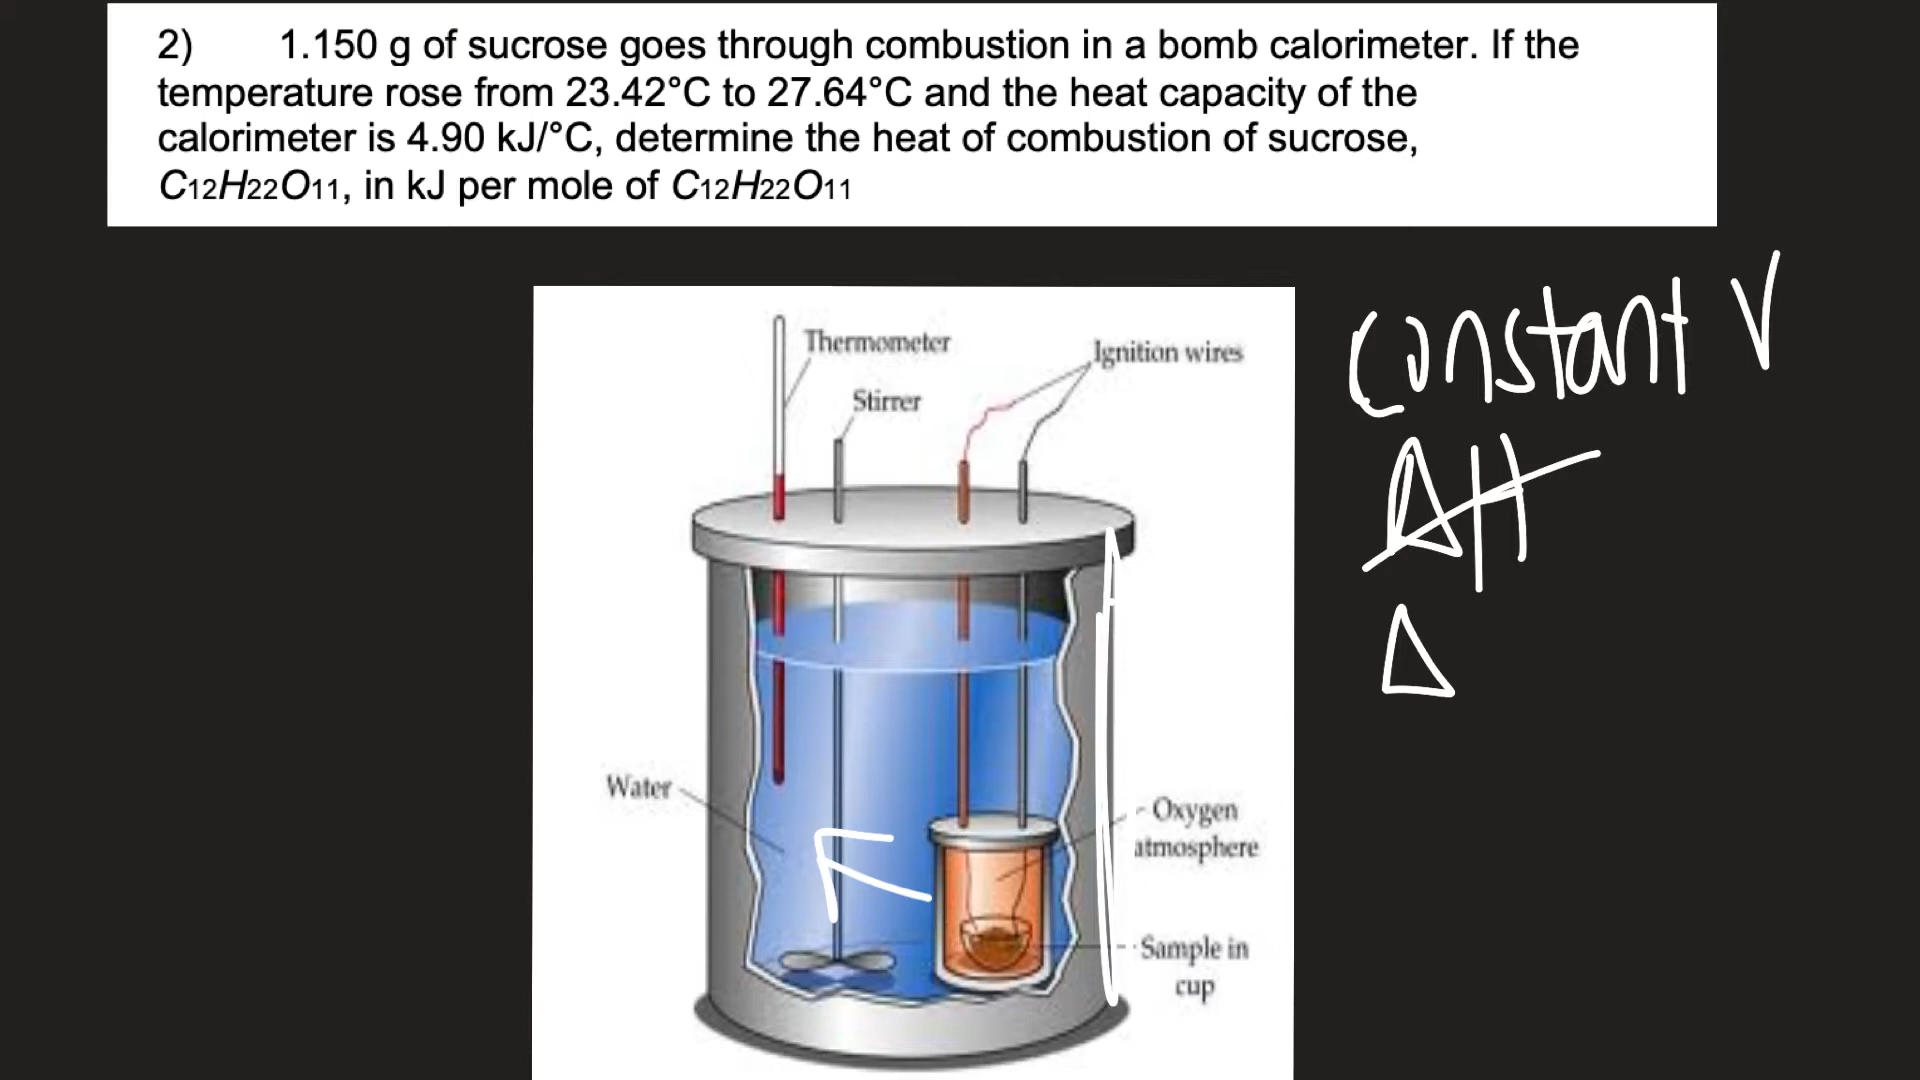 2) 1.150 g of sucrose goes through combustion in a bomb calorimeter. If the
temperature rose from 23.42°C to 27.64°C and the heat capacity of the
calorimeter is 4.90 kJ/°C, determine the heat of combustion of sucrose,
C12H22O11, in kJ per mole of C12H22O11
Constant V
ΔH
Δ
Thermometer
Ignition wires
Stirrer
Water
Oxygen
atmosphere
Sample in
cup